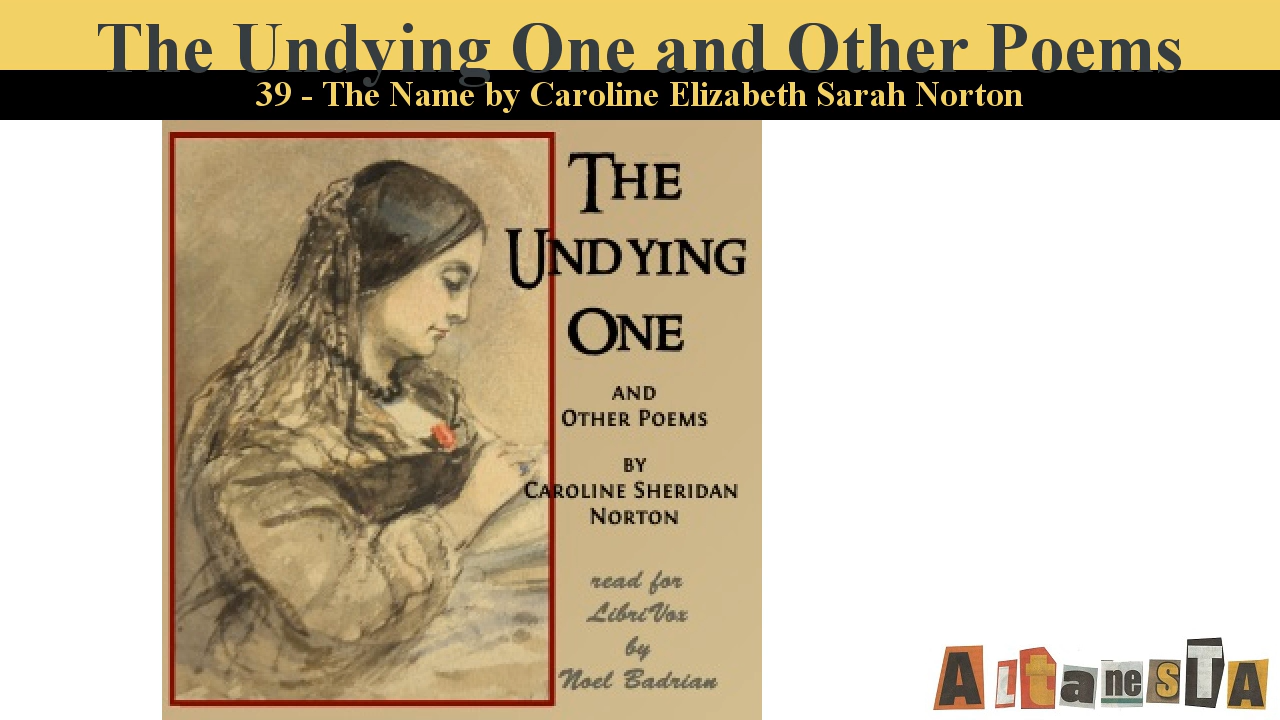 The Undying One and Other Poems
39 - The Name by Caroline Elizabeth Sarah Norton
The
Undying
One
and
Other Poems
by
Caroline Sheridan
Norton
read for
LibriVox
by
Noel Badrian
AltanesTA